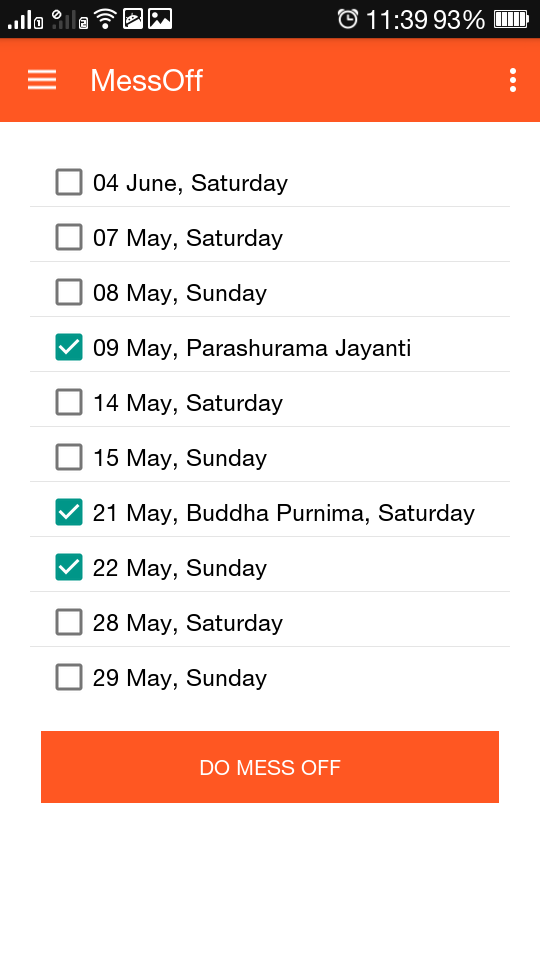 11:39 93%
MessOff
04 June, Saturday
07 May, Saturday
08 May, Sunday
09 May, Parashurama Jayanti
14 May, Saturday
15 May, Sunday
21 May, Buddha Purnima, Saturday
22 May, Sunday
28 May, Saturday
29 May, Sunday
DO MESS OFF